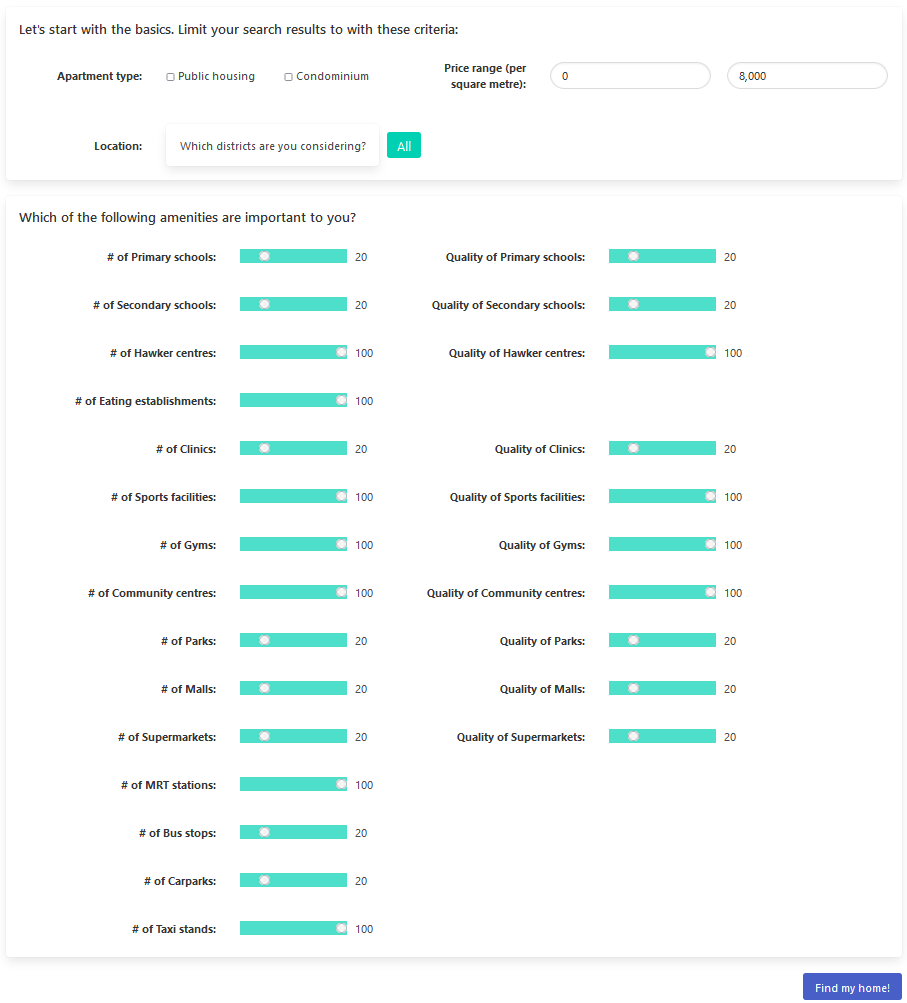 Let's start with the basics. Limit your search results to with these criteria:
Apartment type: Public housing Condominium Price range (per square metre): 0 8,000
Location: Which districts are you considering? All
Which of the following amenities are important to you?
# of Primary schools: 20 Quality of Primary schools: 20
# of Secondary schools: 20 Quality of Secondary schools: 20
# of Hawker centres: 100 Quality of Hawker centres: 100
# of Eating establishments: 100
# of Clinics: 20 Quality of Clinics: 20
# of Sports facilities: 100 Quality of Sports facilities: 100
# of Gyms: 100 Quality of Gyms: 100
# of Community centres: 100 Quality of Community centres: 100
# of Parks: 20 Quality of Parks: 20
# of Malls: 20 Quality of Malls: 20
# of Supermarkets: 20 Quality of Supermarkets: 20
# of MRT stations: 100
# of Bus stops: 20
# of Carparks: 20
# of Taxi stands: 100
Find my home!